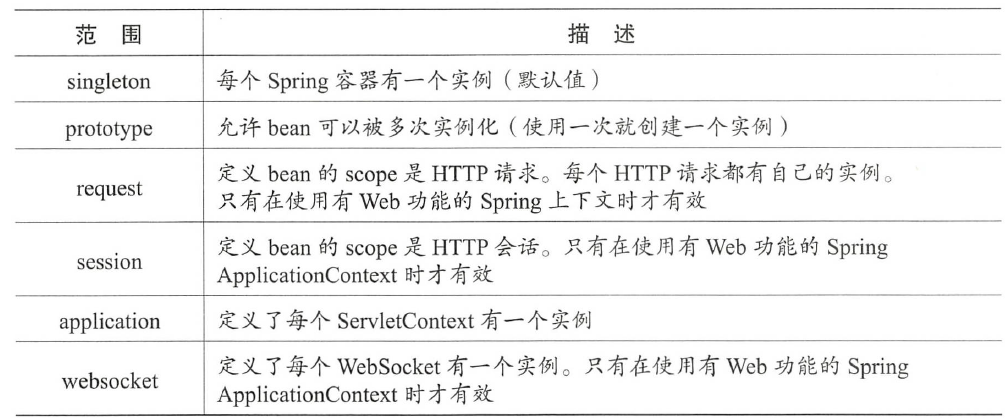 范 围 描 述
singleton 每个 Spring 容器有一个实例（默认值）
prototype 允许 bean 可以被多次实例化（使用一次就创建一个实例）
request 定义 bean 的 scope 是 HTTP 请求。每个 HTTP 请求都有自己的实例。
只有在使用有 Web 功能的 Spring 上下文时才有效
session 定义 bean 的 scope 是 HTTP 会话。只有在使用有 Web 功能的 Spring
ApplicationContext 时才有效
application 定义了每个 ServletContext 有一个实例
websocket 定义了每个 WebSocket 有一个实例。只有在使用有 Web 功能的 Spring
ApplicationContext 时才有效